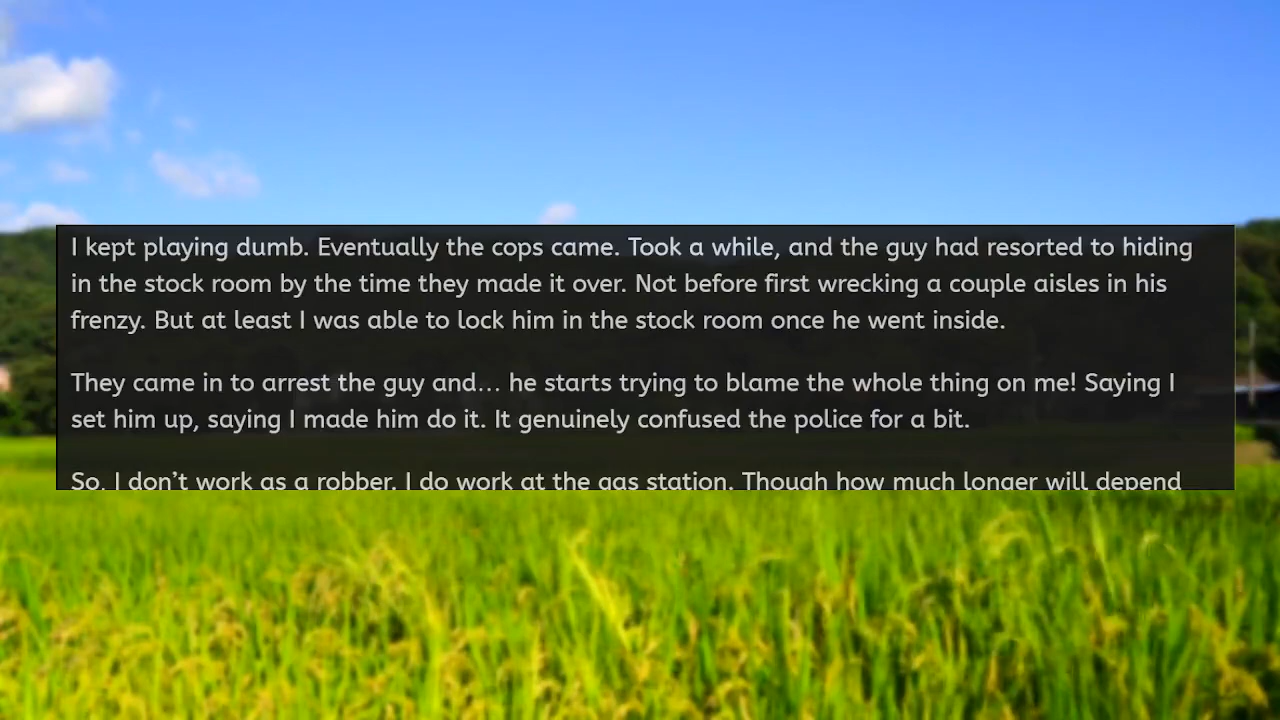 I kept playing dumb. Eventually the cops came. Took a while, and the guy had resorted to hiding
in the stock room by the time they made it over. Not before first wrecking a couple aisles in his
frenzy. But at least I was able to lock him in the stock room once he went inside.
They came in to arrest the guy and... he starts trying to blame the whole thing on me! Saying I
set him up, saying I made him do it. It genuinely confused the police for a bit.
So, I don’t work as a robber. I do work at the gas station. Though how much longer will depend